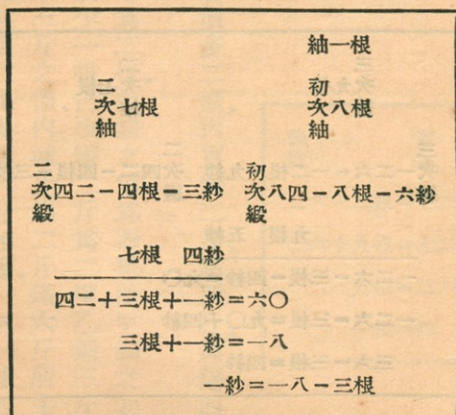 紬一根
初次紬八根
二次紬七根
初次緞八四－八根－六紗
二次緞四二－四根－三紗
七根　四紗
四二＋三根＋一紗＝六〇
三根＋一紗＝一八
一紗＝一八－三根